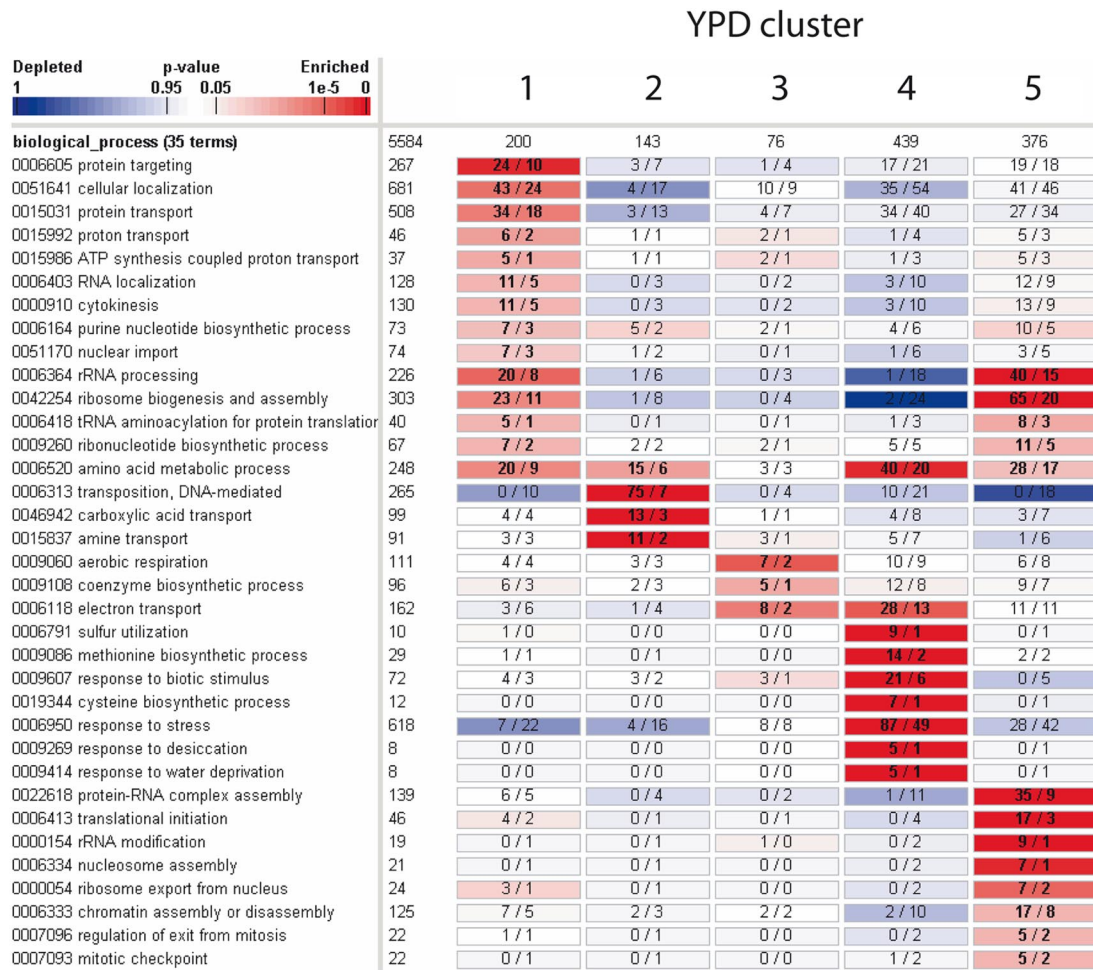 YPD cluster
Depleted p-value Enriched
1 0.95 0.05 1e-5 0
1 2 3 4 5
biological_process (35 terms) 5584 200 143 76 439 376
0006605 protein targeting 267 24 / 10 3 / 7 1 / 4 17 / 21 19 / 18
0051641 cellular localization 681 43 / 24 4 / 17 10 / 9 35 / 54 41 / 46
0015031 protein transport 508 34 / 18 3 / 13 4 / 7 34 / 40 27 / 34
0015992 proton transport 46 6 / 2 1 / 1 2 / 1 1 / 4 5 / 3
0015986 ATP synthesis coupled proton transport 37 5 / 1 1 / 1 2 / 1 1 / 3 5 / 3
0006403 RNA localization 128 11 / 5 0 / 3 0 / 2 3 / 10 12 / 9
0000910 cytokinesis 130 11 / 5 0 / 3 0 / 2 3 / 10 13 / 9
0006164 purine nucleotide biosynthetic process 73 7 / 3 5 / 2 2 / 1 4 / 6 10 / 5
0051170 nuclear import 74 7 / 3 1 / 2 0 / 1 1 / 6 3 / 5
0006364 rRNA processing 226 20 / 8 1 / 6 0 / 3 1 / 18 40 / 15
0042254 ribosome biogenesis and assembly 303 23 / 11 1 / 8 0 / 4 2 / 24 65 / 20
0006418 tRNA aminoacylation for protein translation 40 5 / 1 0 / 1 0 / 1 1 / 3 8 / 3
0009260 ribonucleotide biosynthetic process 67 7 / 2 2 / 2 2 / 1 5 / 5 11 / 5
0006520 amino acid metabolic process 248 20 / 9 15 / 6 3 / 3 40 / 20 28 / 17
0006313 transposition, DNA-mediated 265 0 / 10 75 / 7 0 / 4 10 / 21 0 / 18
0046942 carboxylic acid transport 99 4 / 4 13 / 3 1 / 1 4 / 8 3 / 7
0015837 amine transport 91 3 / 3 11 / 2 3 / 1 5 / 7 1 / 6
0009060 aerobic respiration 111 4 / 4 3 / 3 7 / 2 10 / 9 6 / 8
0009108 coenzyme biosynthetic process 96 6 / 3 2 / 3 5 / 1 12 / 8 9 / 7
0006118 electron transport 162 3 / 6 1 / 4 8 / 2 28 / 13 11 / 11
0006791 sulfur utilization 10 1 / 0 0 / 0 0 / 0 9 / 1 0 / 1
0009086 methionine biosynthetic process 29 1 / 1 0 / 1 0 / 0 14 / 2 2 / 2
0009607 response to biotic stimulus 72 4 / 3 3 / 2 3 / 1 21 / 6 0 / 5
0019344 cysteine biosynthetic process 12 0 / 0 0 / 0 0 / 0 7 / 1 0 / 1
0006950 response to stress 618 7 / 22 4 / 16 8 / 8 87 / 49 28 / 42
0009269 response to desiccation 8 0 / 0 0 / 0 0 / 0 5 / 1 0 / 1
0009414 response to water deprivation 8 0 / 0 0 / 0 0 / 0 5 / 1 0 / 1
0022618 protein-RNA complex assembly 139 6 / 5 0 / 4 0 / 2 1 / 11 35 / 9
0006413 translational initiation 46 4 / 2 0 / 1 0 / 1 0 / 4 17 / 3
0000154 rRNA modification 19 0 / 1 0 / 1 1 / 0 0 / 2 9 / 1
0006334 nucleosome assembly 21 0 / 1 0 / 1 0 / 0 0 / 2 7 / 1
0000054 ribosome export from nucleus 24 3 / 1 0 / 1 0 / 0 0 / 2 7 / 2
0006333 chromatin assembly or disassembly 125 7 / 5 2 / 3 2 / 2 2 / 10 17 / 8
0007096 regulation of exit from mitosis 22 1 / 1 0 / 1 0 / 0 0 / 2 5 / 2
0007093 mitotic checkpoint 22 0 / 1 0 / 1 0 / 0 1 / 2 5 / 2